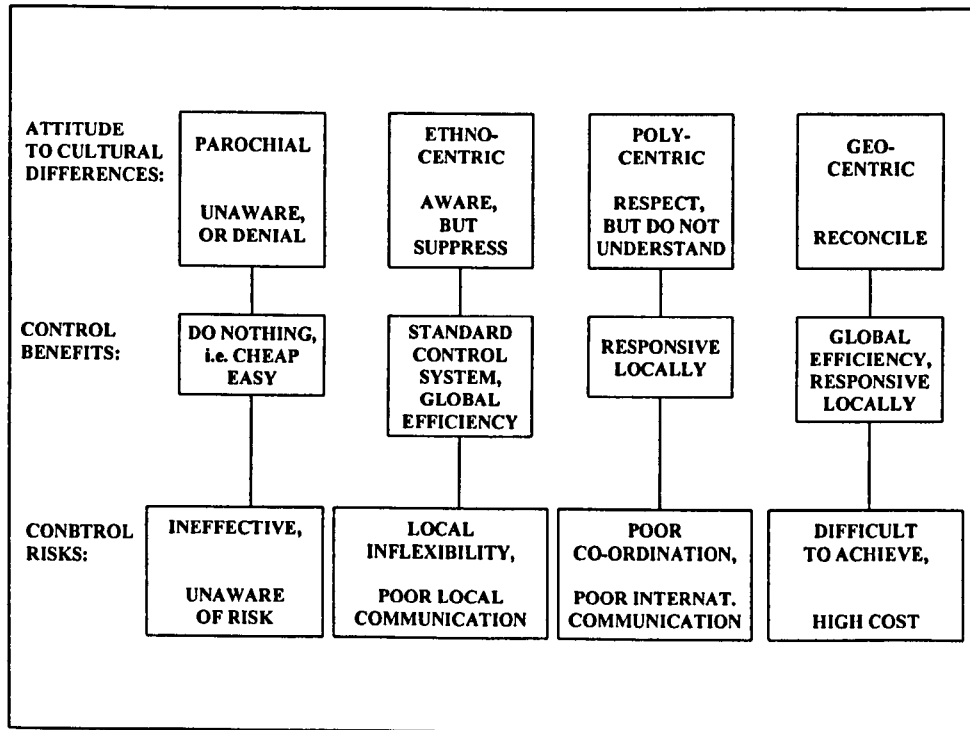 ATTITUDE
TO CULTURAL
DIFFERENCES:
PAROCHIAL
UNAWARE,
OR DENIAL
ETHNO-
CENTRIC
AWARE,
BUT
SUPPRESS
POLY-
CENTRIC
RESPECT,
BUT DO NOT
UNDERSTAND
GEO-
CENTRIC
RECONCILE
CONTROL
BENEFITS:
DO NOTHING,
i.e. CHEAP
EASY
STANDARD
CONTROL
SYSTEM,
GLOBAL
EFFICIENCY
RESPONSIVE
LOCALLY
GLOBAL
EFFICIENCY,
RESPONSIVE
LOCALLY
CONBTROL
RISKS:
INEFFECTIVE,
UNAWARE
OF RISK
LOCAL
INFLEXIBILITY,
POOR LOCAL
COMMUNICATION
POOR
CO-ORDINATION,
POOR INTERNAT.
COMMUNICATION
DIFFICULT
TO ACHIEVE,
HIGH COST